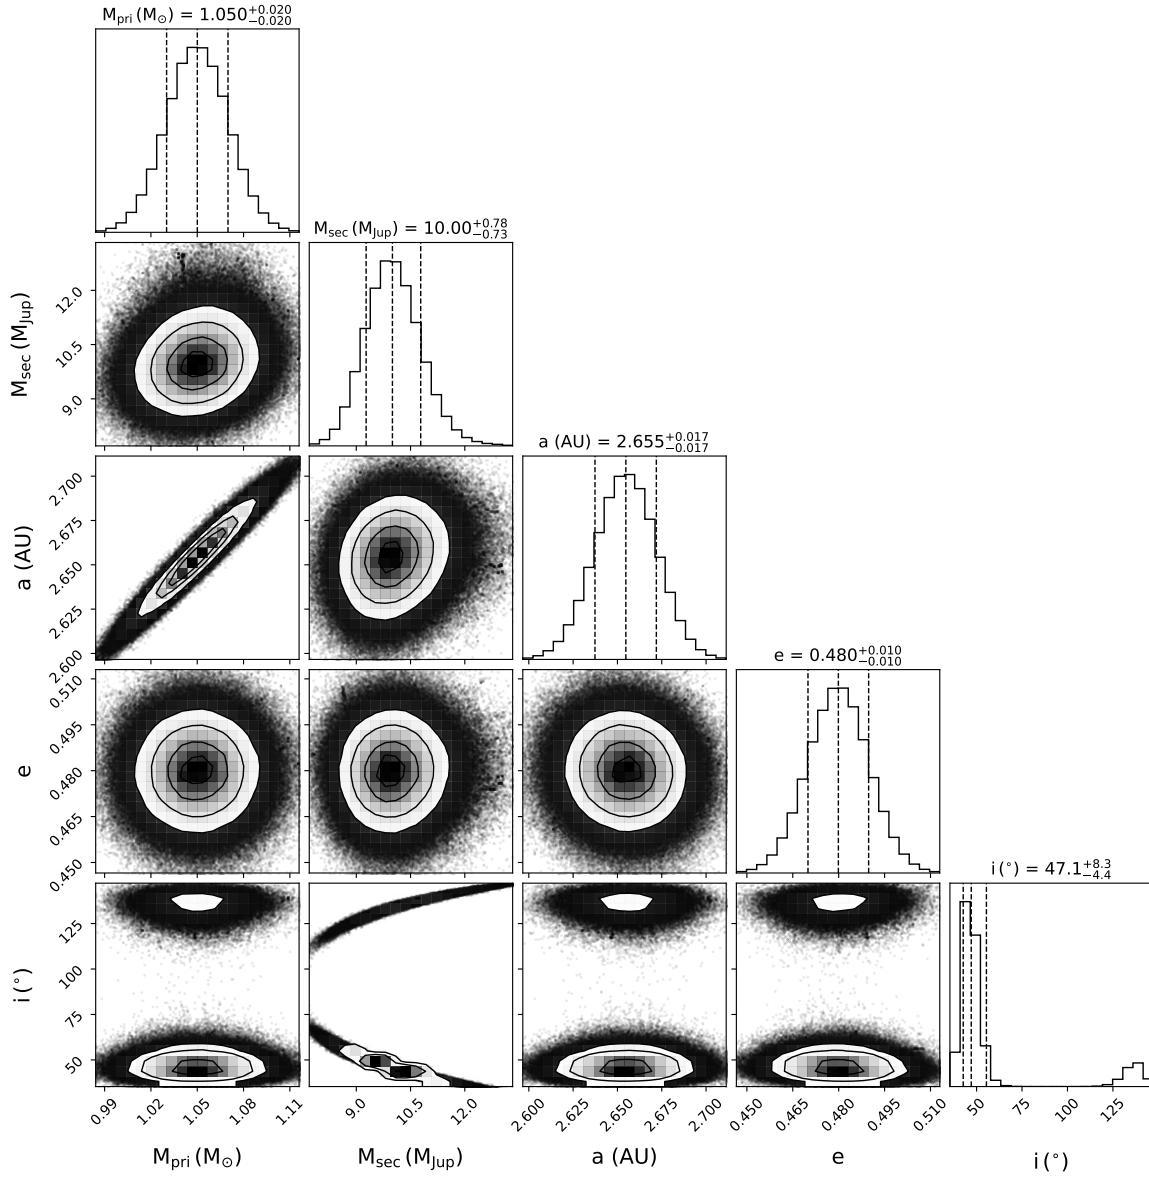 M_pri (M_⊙) = 1.050^{+0.020}_{−0.020}
M_sec (M_Jup) = 10.00^{+0.78}_{−0.73}
M_sec (M_Jup)
12.0
10.5
9.0
a (AU) = 2.655^{+0.017}_{−0.017}
a (AU)
2.700
2.675
2.650
2.625
2.600
e = 0.480^{+0.010}_{−0.010}
e
0.510
0.495
0.480
0.465
0.450
i (°) = 47.1^{+8.3}_{−4.4}
i (°)
125
100
75
50
0.99 1.02 1.05 1.08 1.11
9.0 10.5 12.0
2.600 2.625 2.650 2.675 2.700
0.450 0.465 0.480 0.495 0.510
50 75 100 125
M_pri (M_⊙)
M_sec (M_Jup)
a (AU)
e
i (°)